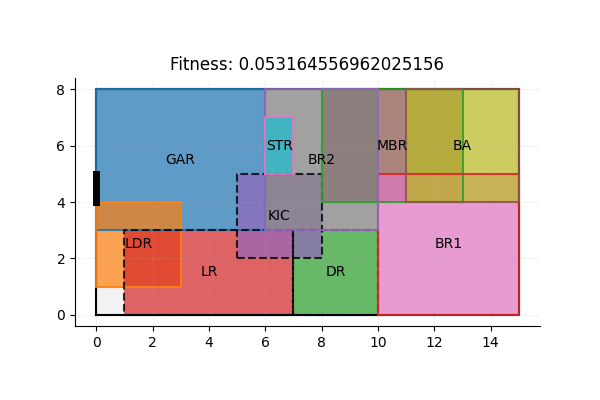 Fitness: 0.053164556962025156
8
6
4
2
0
GAR
STR
BR2
MBR
BA
KIC
LDR
LR
DR
BR1
0 2 4 6 8 10 12 14